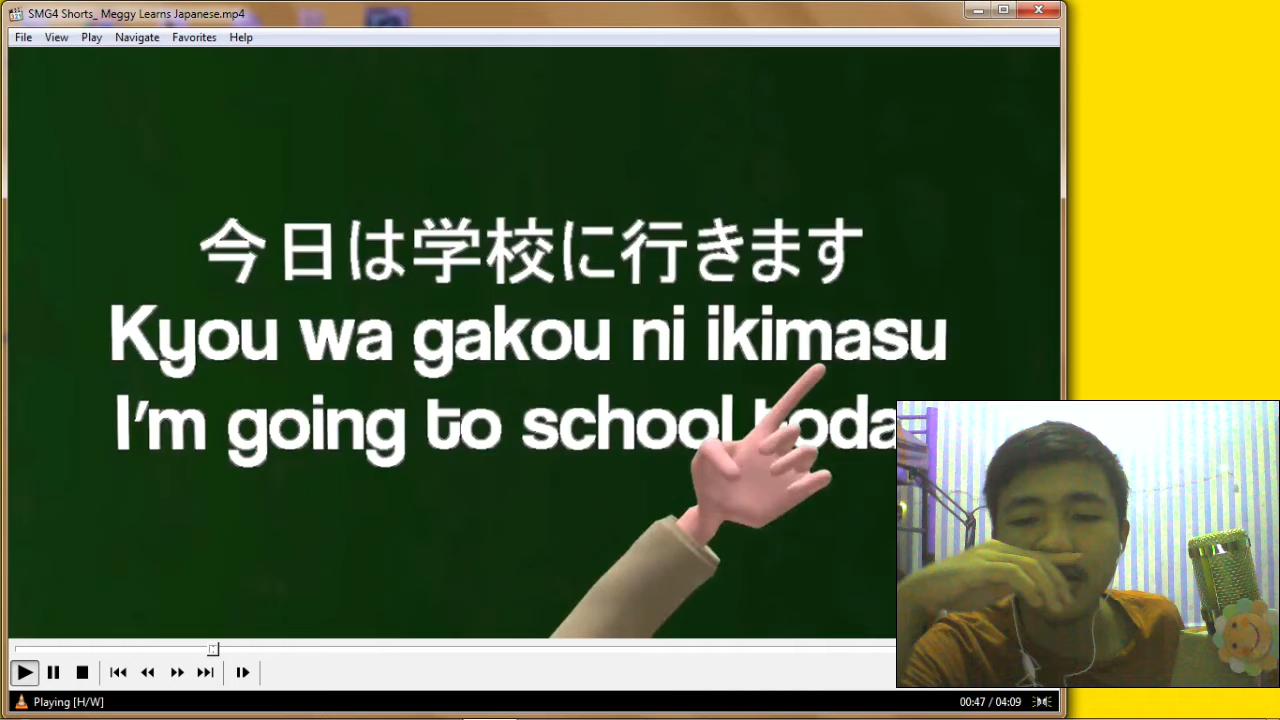 SMG4 Shorts_ Meggy Learns Japanese.mp4
File View Play Navigate Favorites Help
今日は学校に行きます
Kyou wa gakou ni ikimasu
I'm going to school
Playing [H/W]
00:47 / 04:09